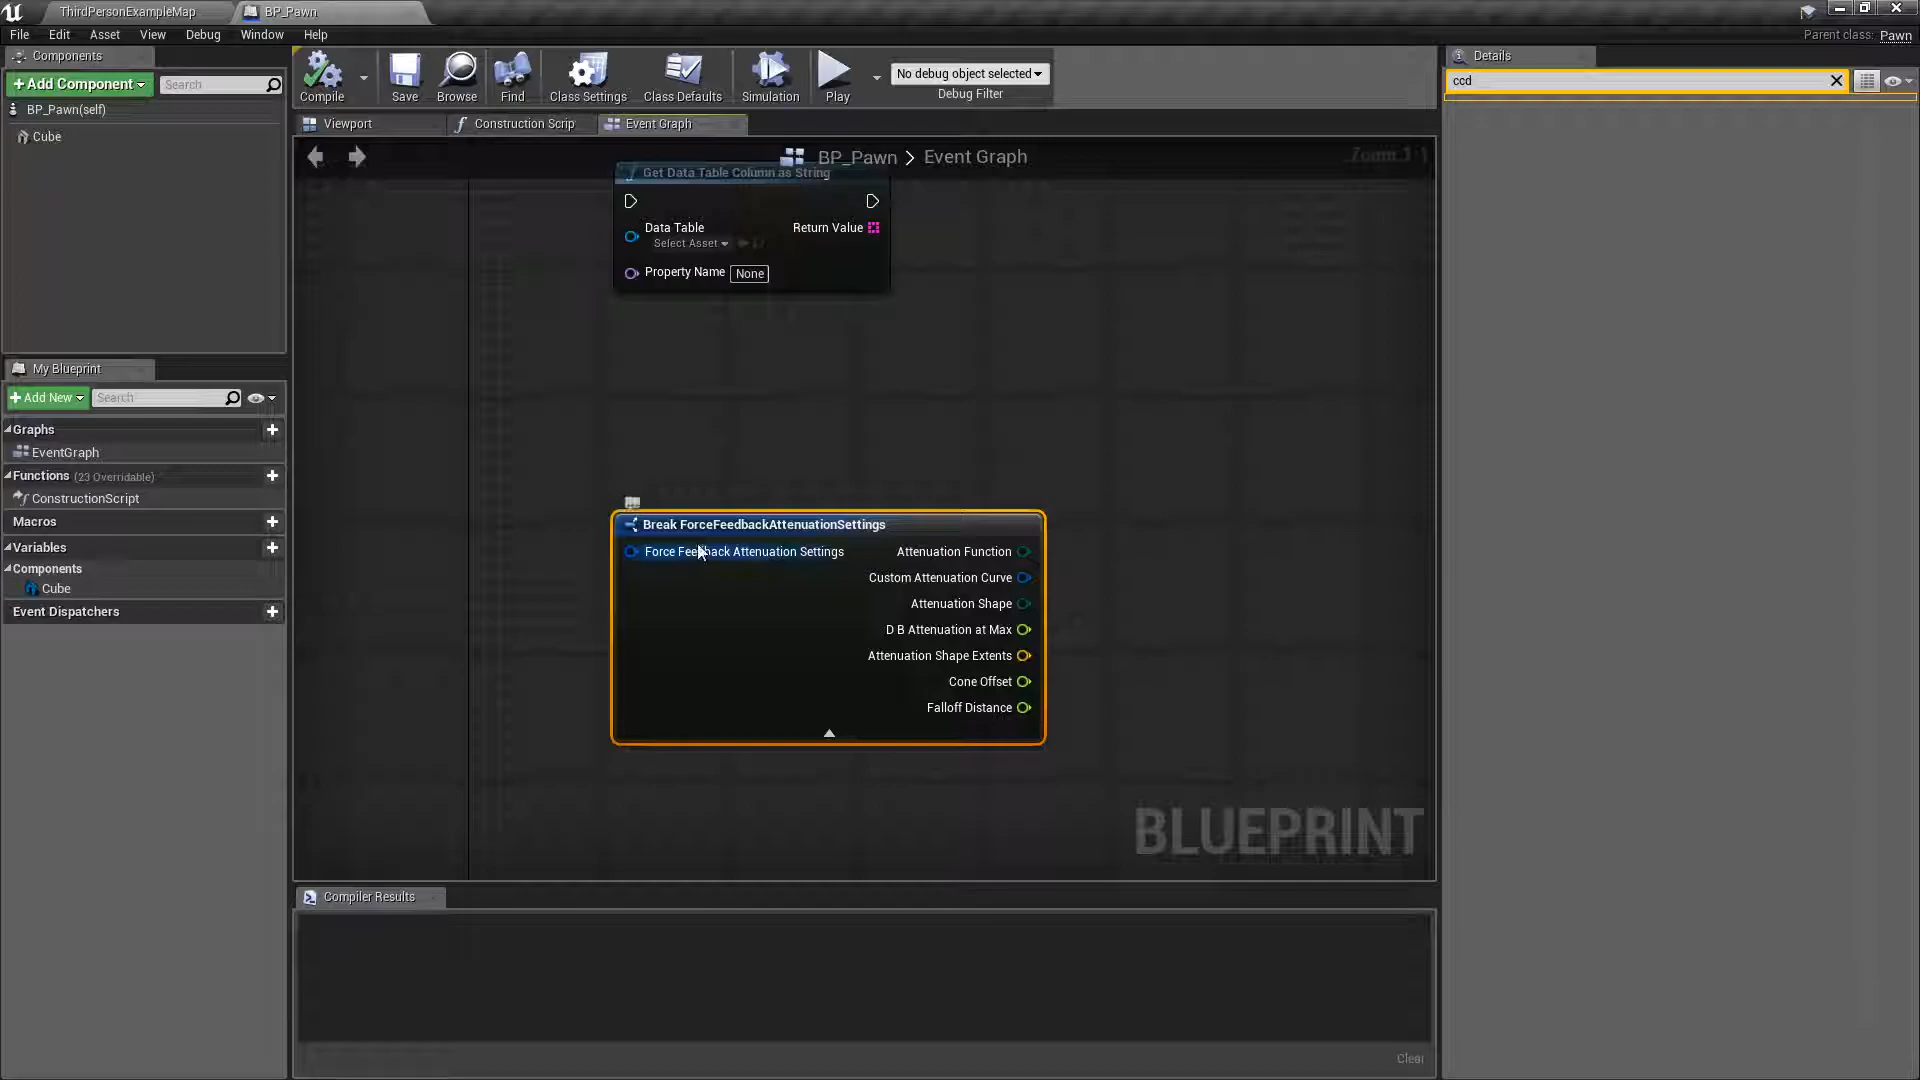 ThirdPersonExampleMap
BP_Pawn
File Edit Asset View Debug Window Help
Parent class: Pawn
Components
+Add Component
Search
BP_Pawn(self)
Cube
Compile
Save
Browse
Find
Class Settings
Class Defaults
Simulation
Play
No debug object selected
Debug Filter
Details
ccd
Viewport
Construction Scrip
Event Graph
BP_Pawn > Event Graph
Zoom 1:1
Get Data Table Column as String
Data Table
Select Asset
Return Value
Property Name None
My Blueprint
+Add New
Search
Graphs
EventGraph
Functions (23 Overridable)
ConstructionScript
Macros
Variables
Components
Cube
Event Dispatchers
Break ForceFeedbackAttenuationSettings
Force Feedback Attenuation Settings
Attenuation Function
Custom Attenuation Curve
Attenuation Shape
D B Attenuation at Max
Attenuation Shape Extents
Cone Offset
Falloff Distance
BLUEPRINT
Compiler Results
Clear